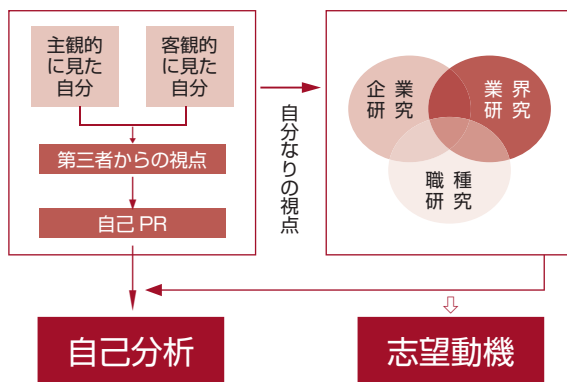 主観的
に見た
自分
客観的
に見た
自分
第三者からの視点
自己 PR
自分なりの視点
企 業
研 究
業 界
研 究
職 種
研 究
自己分析
志望動機